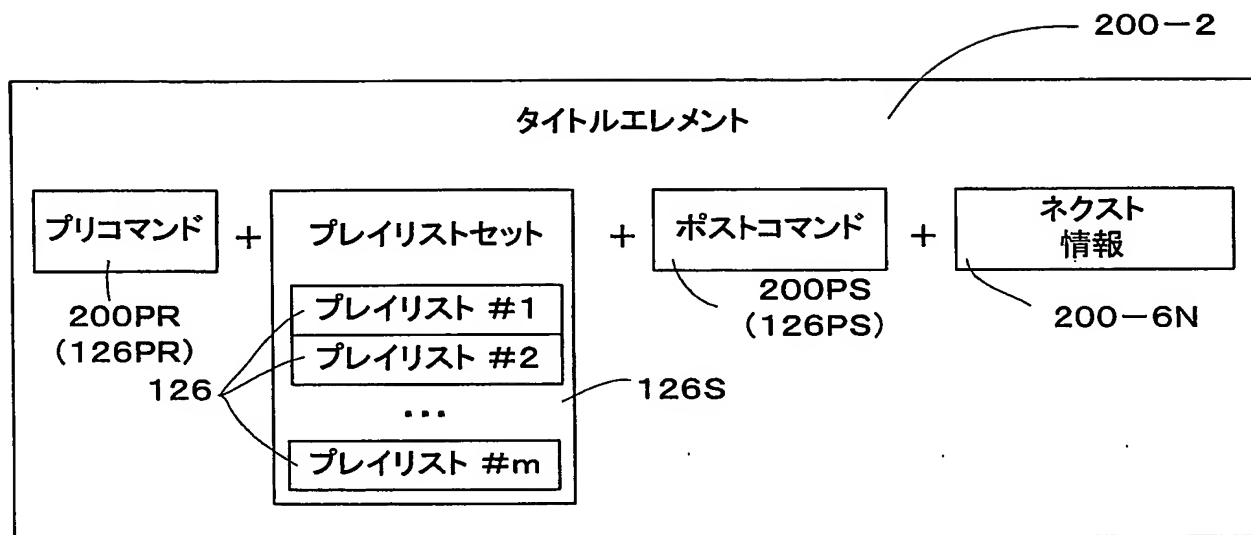 200-2
タイトルエレメント
プリコマンド + プレイリストセット + ポストコマンド + ネクスト
情報
200PR
(126PR)
プレイリスト #1
プレイリスト #2
126
...
126S
プレイリスト #m
200PS
(126PS)
200-6N